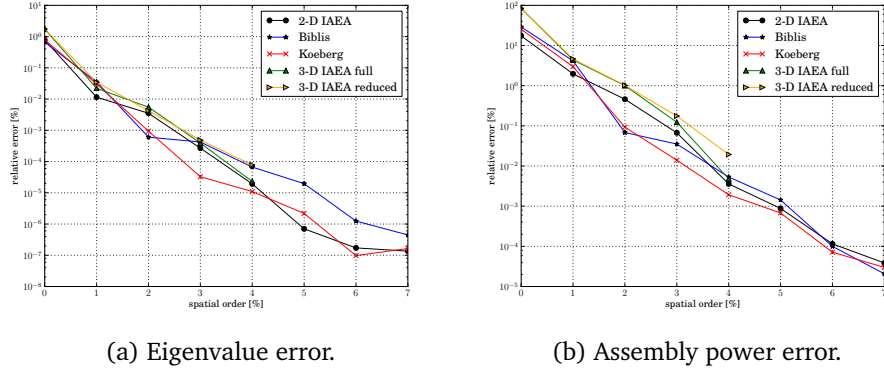 10¹
10⁰
10⁻¹
10⁻²
10⁻³
10⁻⁴
10⁻⁵
10⁻⁶
10⁻⁷
10⁻⁸
relative error [%]
0 1 2 3 4 5 6 7
spatial order [%]
2-D IAEA
Biblis
Koeberg
3-D IAEA full
3-D IAEA reduced
(a) Eigenvalue error.
10²
10¹
10⁰
10⁻¹
10⁻²
10⁻³
10⁻⁴
10⁻⁵
relative error [%]
0 1 2 3 4 5 6 7
spatial order [%]
2-D IAEA
Biblis
Koeberg
3-D IAEA full
3-D IAEA reduced
(b) Assembly power error.